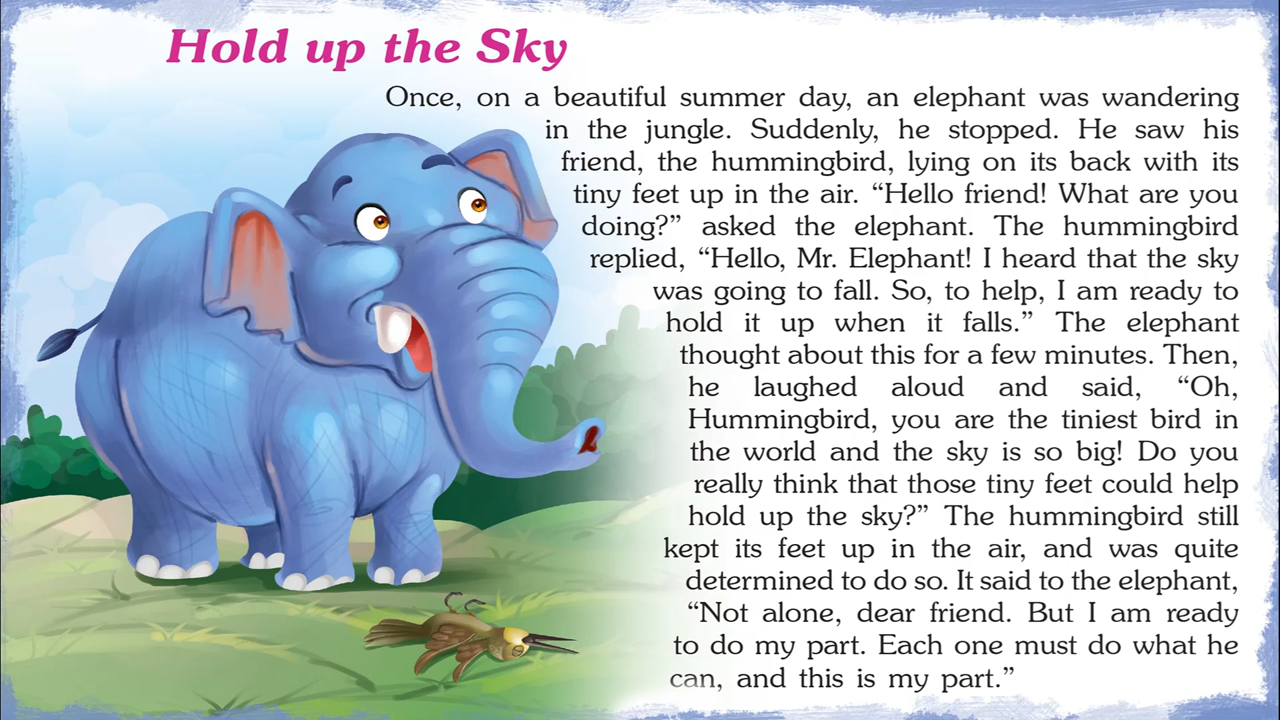 Hold up the Sky
Once, on a beautiful summer day, an elephant was wandering
in the jungle. Suddenly, he stopped. He saw his
friend, the hummingbird, lying on its back with its
tiny feet up in the air. “Hello friend! What are you
doing?” asked the elephant. The hummingbird
replied, “Hello, Mr. Elephant! I heard that the sky
was going to fall. So, to help, I am ready to
hold it up when it falls.” The elephant
thought about this for a few minutes. Then,
he laughed aloud and said, “Oh,
Hummingbird, you are the tiniest bird in
the world and the sky is so big! Do you
really think that those tiny feet could help
hold up the sky?” The hummingbird still
kept its feet up in the air, and was quite
determined to do so. It said to the elephant,
“Not alone, dear friend. But I am ready
to do my part. Each one must do what he
can, and this is my part.”